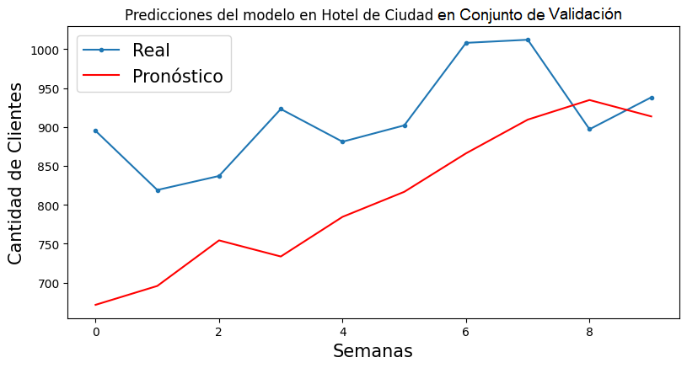 Predicciones del modelo en Hotel de Ciudad en Conjunto de Validación
Real
Pronóstico
Cantidad de Clientes
1000
950
900
850
800
750
700
0 2 4 6 8
Semanas